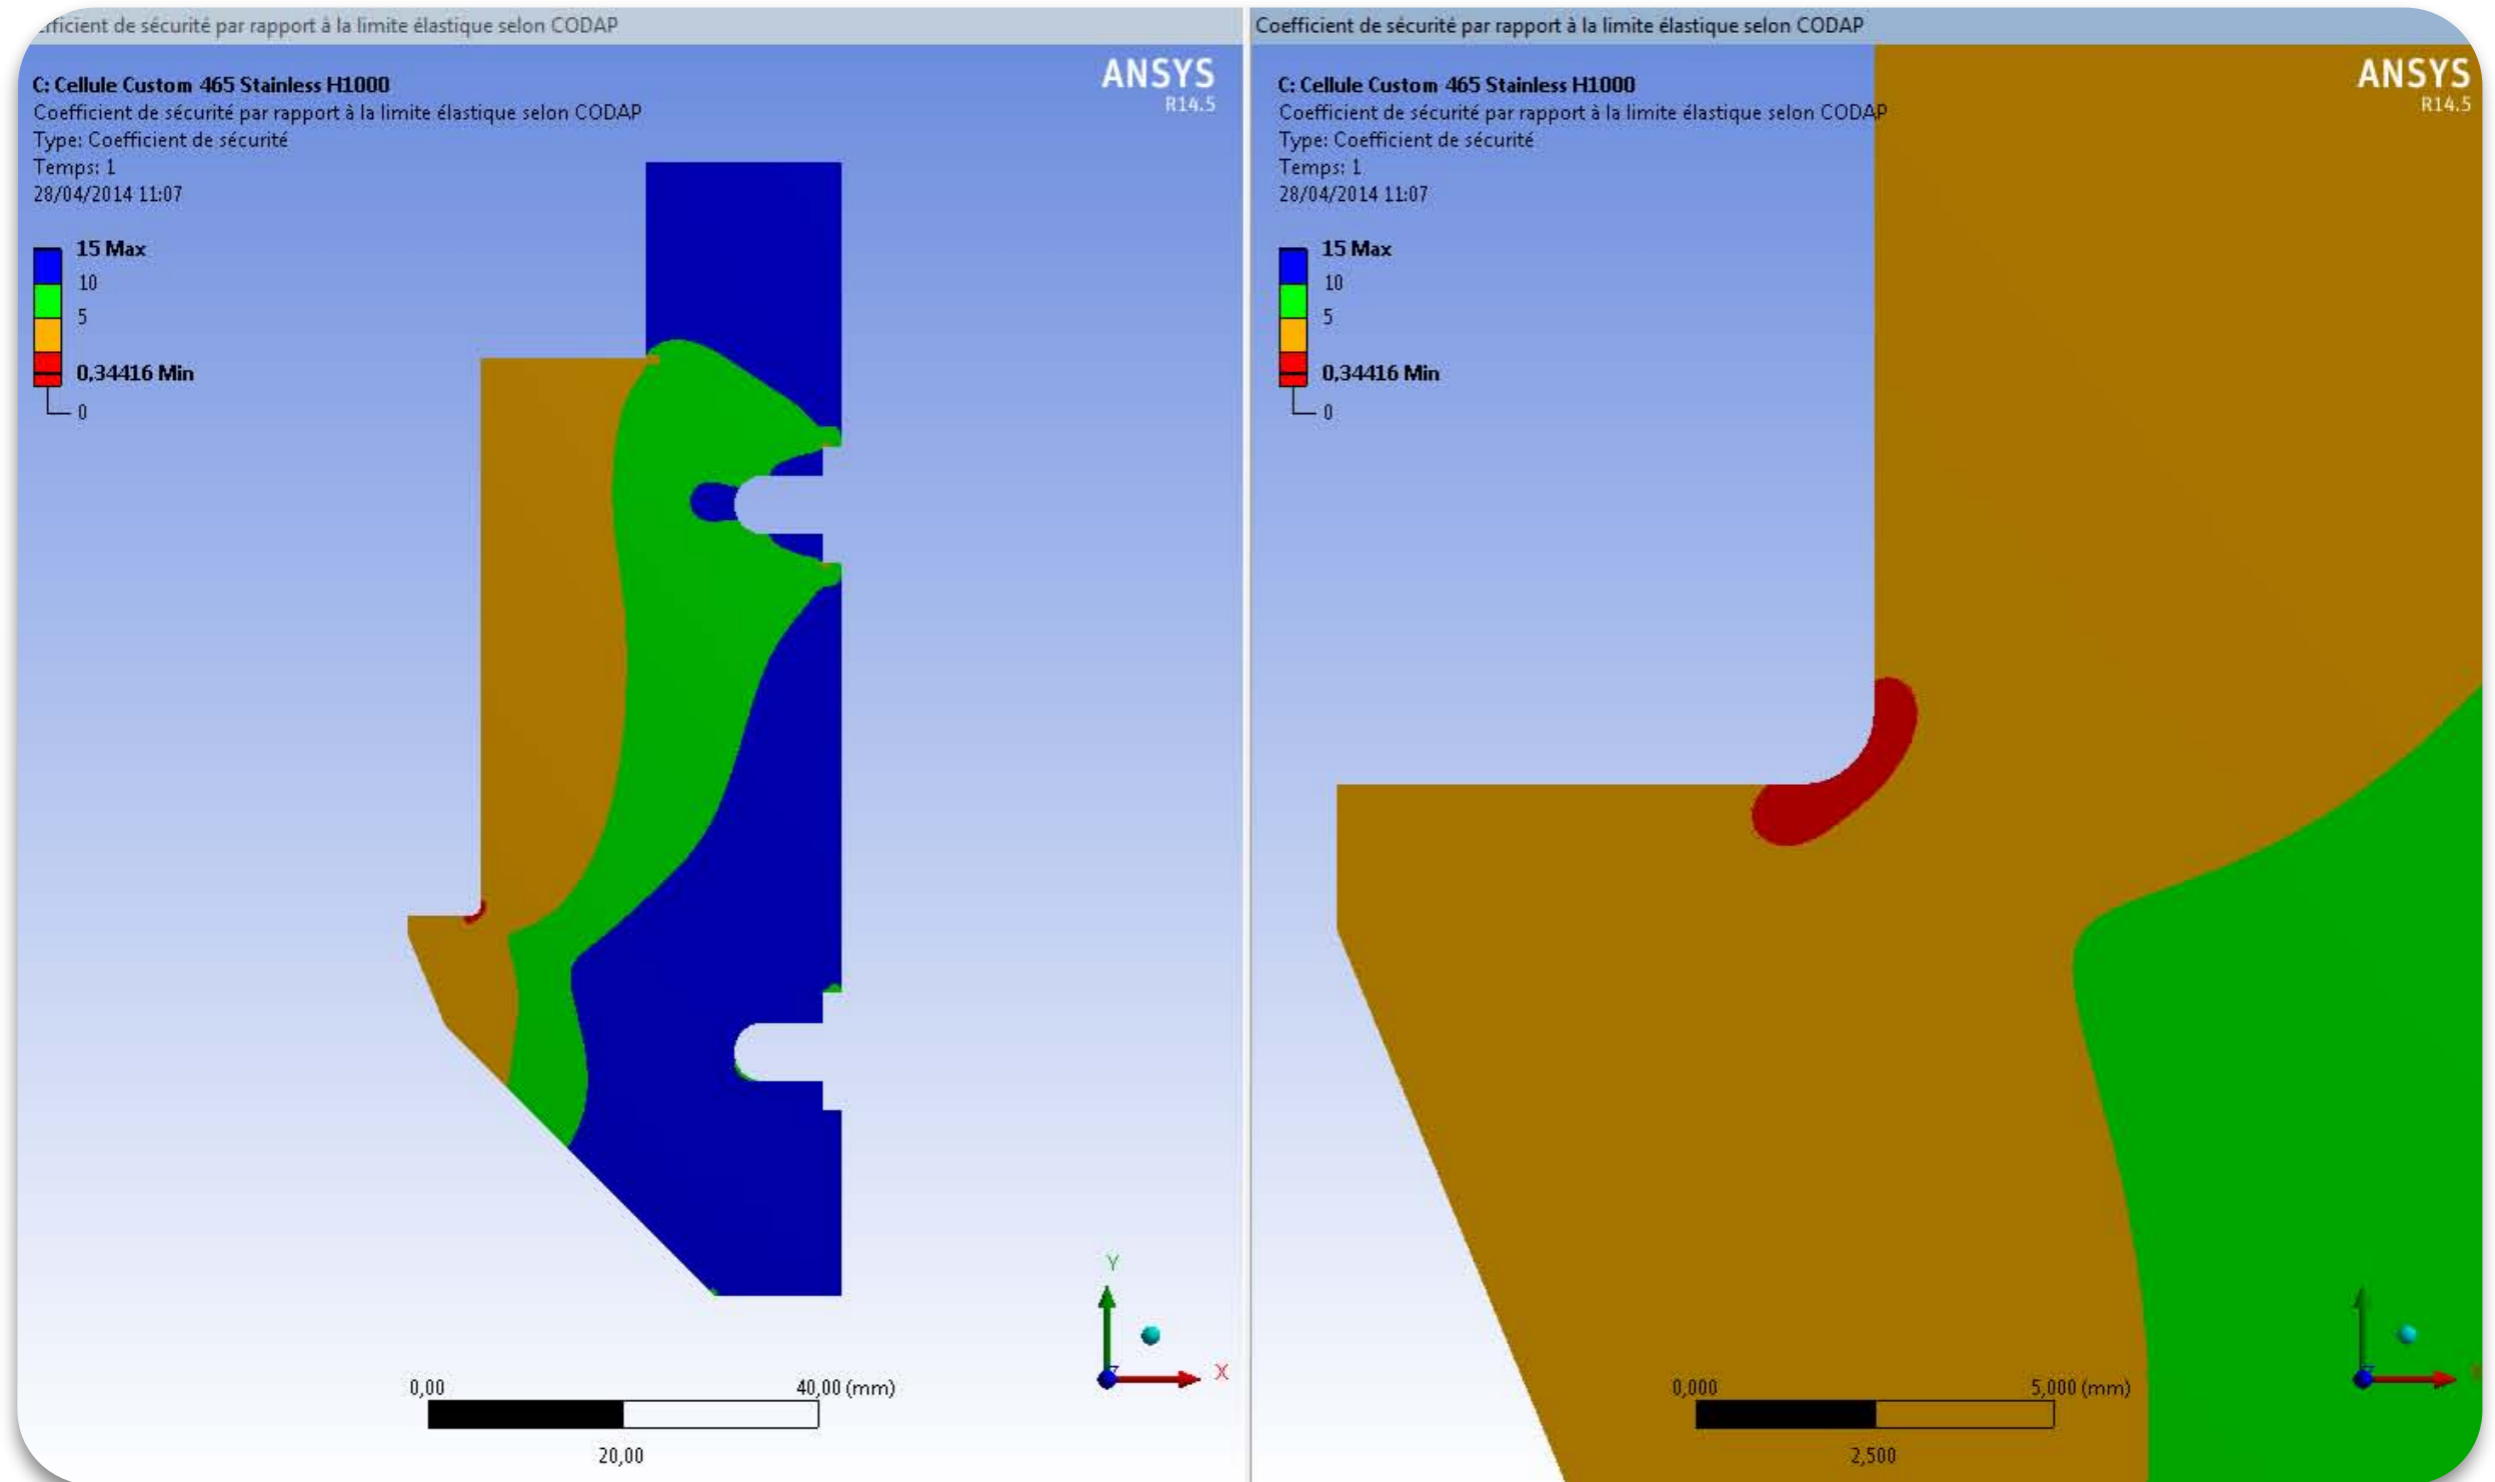 par rapport à la limite élastique selon CODAP
C: Cellule Custom 465 Stainless H1000
Coefficient de sécurité par rapport à la limite élastique selon CODAP
Type: Coefficient de sécurité
Temps: 1
28/04/2014 11:07
ANSYS
R14.5
15 Max
10
5
0,34416 Min
0
Y
X
0,00
40,00 (mm)
20,00
Coefficient de sécurité par rapport à la limite élastique selon CODAP
C: Cellule Custom 465 Stainless H1000
Coefficient de sécurité par rapport à la limite élastique selon CODAP
Type: Coefficient de sécurité
Temps: 1
28/04/2014 11:07
ANSYS
R14.5
15 Max
10
5
0,34416 Min
0
0,000
5,000 (mm)
2,500